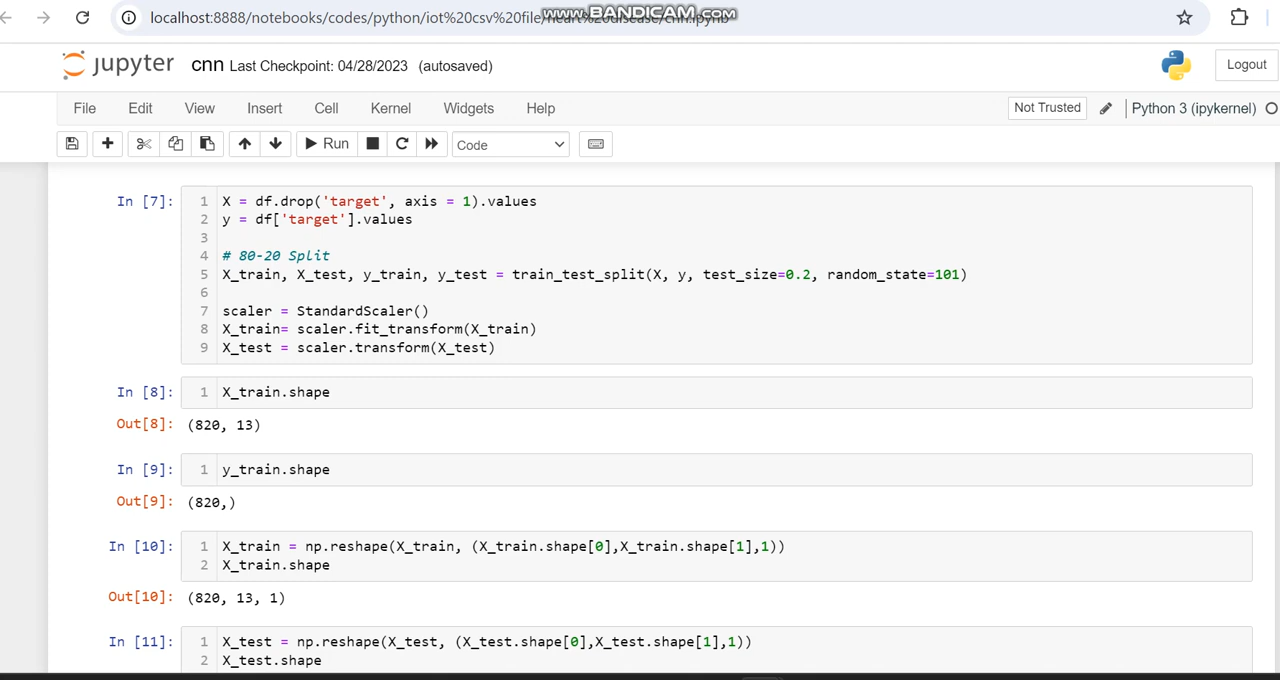 localhost:8888/notebooks/codes/python/iot%20csv%20file/heart%20disease/cnn.ipynb
www.BANDICAM.com
jupyter cnn Last Checkpoint: 04/28/2023 (autosaved)
Logout
File Edit View Insert Cell Kernel Widgets Help
Not Trusted
Python 3 (ipykernel)
Run
Code
In [7]:
1 X = df.drop('target', axis = 1).values
2 y = df['target'].values
3
4 # 80-20 Split
5 X_train, X_test, y_train, y_test = train_test_split(X, y, test_size=0.2, random_state=101)
6
7 scaler = StandardScaler()
8 X_train= scaler.fit_transform(X_train)
9 X_test = scaler.transform(X_test)
In [8]: 1 X_train.shape
Out[8]: (820, 13)
In [9]: 1 y_train.shape
Out[9]: (820,)
In [10]: 1 X_train = np.reshape(X_train, (X_train.shape[0],X_train.shape[1],1))
2 X_train.shape
Out[10]: (820, 13, 1)
In [11]: 1 X_test = np.reshape(X_test, (X_test.shape[0],X_test.shape[1],1))
2 X_test.shape